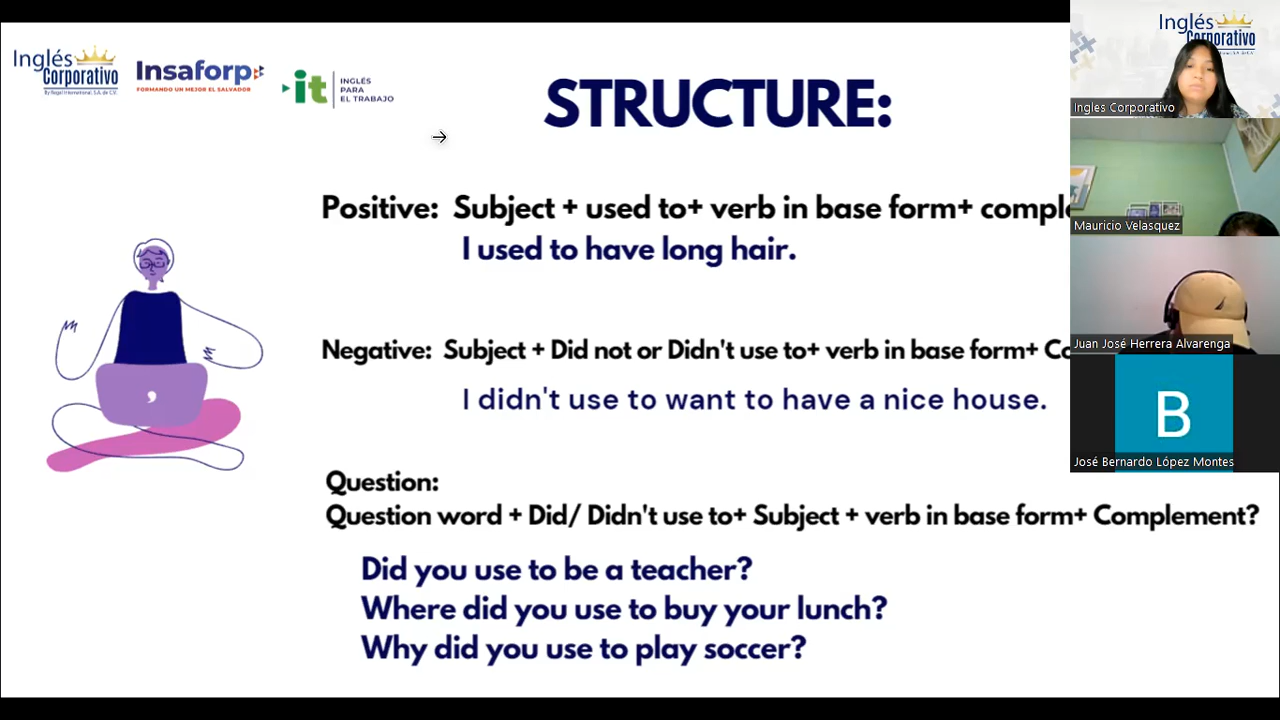 Inglés
Corporativo
By Regal International, S.A. de C.V.
Insaforp
FORMANDO UN MEJOR EL SALVADOR
it
INGLÉS
PARA
EL TRABAJO
STRUCTURE:
Positive: Subject + used to+ verb in base form+ comple
I used to have long hair.
Negative: Subject + Did not or Didn't use to+ verb in base form+ Co
I didn't use to want to have a nice house.
Question:
Question word + Did/ Didn't use to+ Subject + verb in base form+ Complement?
Did you use to be a teacher?
Where did you use to buy your lunch?
Why did you use to play soccer?
Inglés
Corporativo
Ingles Corporativo
Mauricio Velasquez
Juan José Herrera Alvarenga
B
José Bernardo López Montes